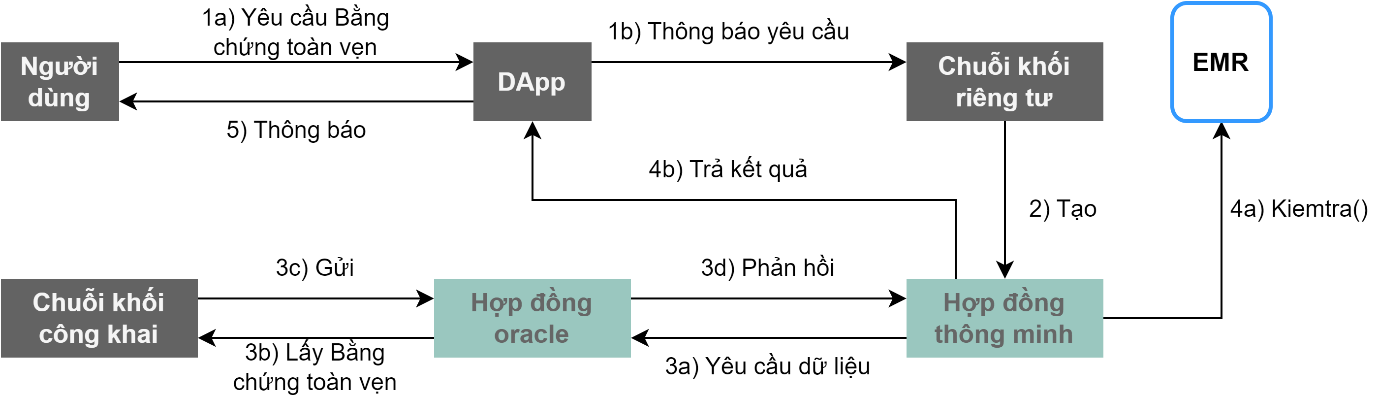 1a) Yêu cầu Bằng
chứng toàn vẹn
1b) Thông báo yêu cầu
Người
dùng
DApp
Chuỗi khối
riêng tư
EMR
5) Thông báo
4b) Trả kết quả
2) Tạo
4a) Kiemtra()
3c) Gửi
3d) Phản hồi
Chuỗi khối
công khai
Hợp đồng
oracle
Hợp đồng
thông minh
3b) Lấy Bằng
chứng toàn vẹn
3a) Yêu cầu dữ liệu